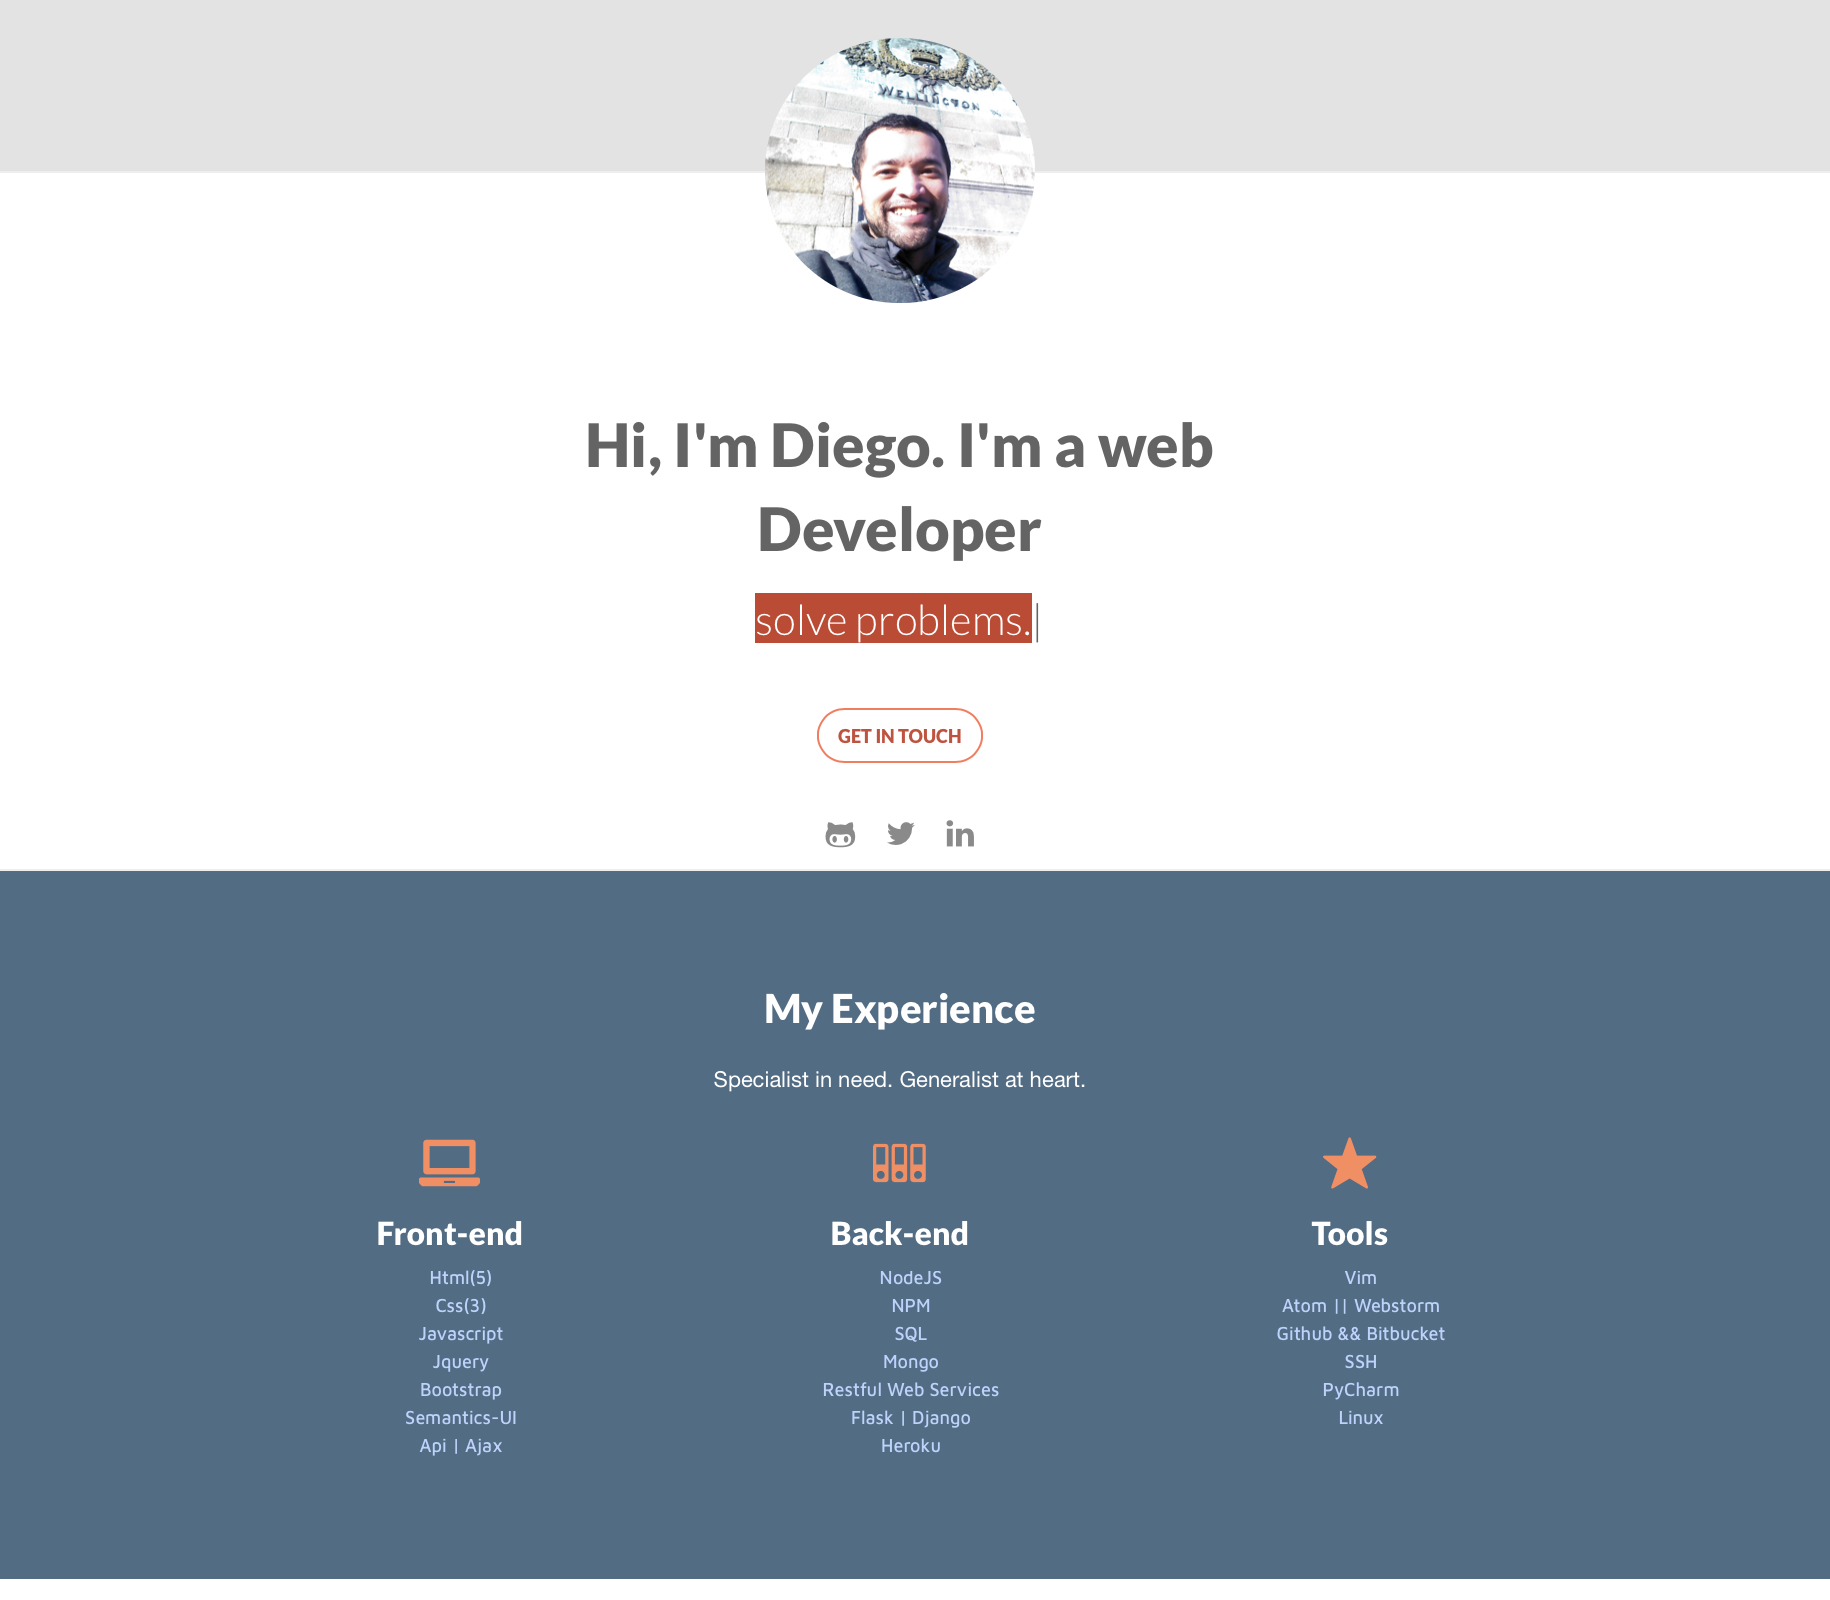 WELLINGTON
Hi, I'm Diego. I'm a web
Developer
solve problems.
GET IN TOUCH
My Experience
Specialist in need. Generalist at heart.
Front-end
Html(5)
Css(3)
Javascript
Jquery
Bootstrap
Semantics-UI
Api | Ajax
Back-end
NodeJS
NPM
SQL
Mongo
Restful Web Services
Flask | Django
Heroku
Tools
Vim
Atom || Webstorm
Github && Bitbucket
SSH
PyCharm
Linux